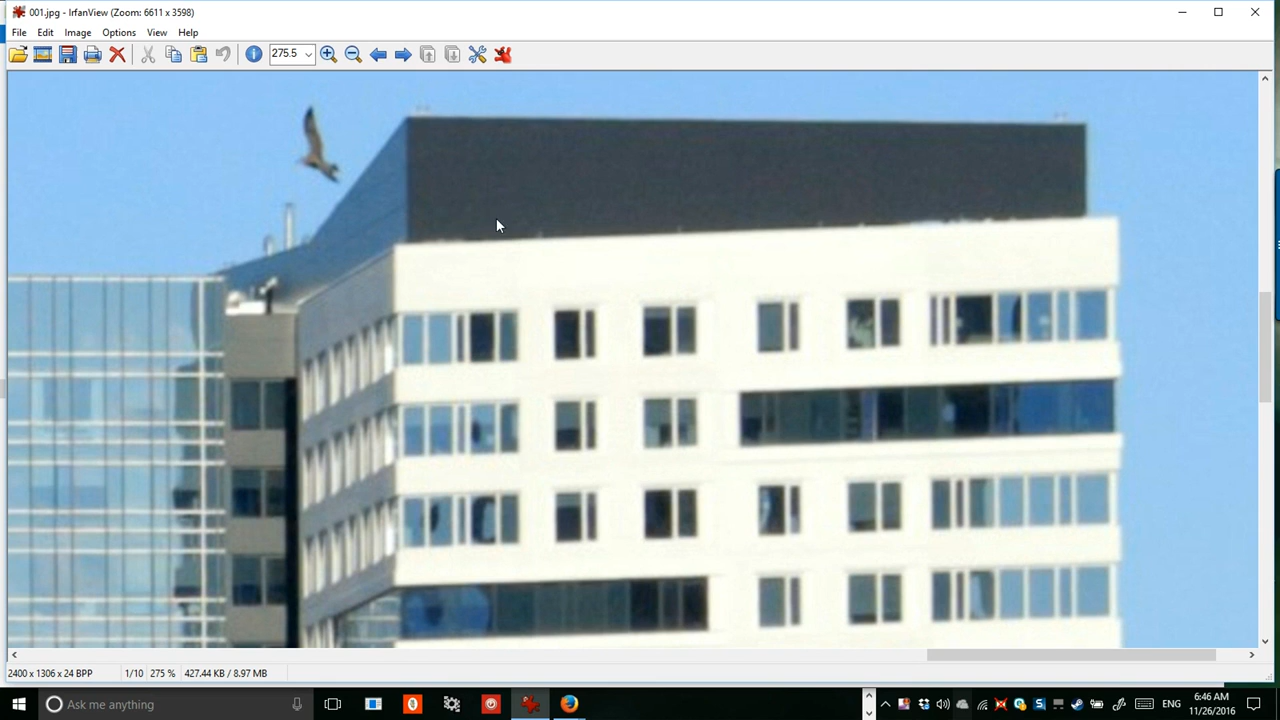 001.jpg - IrfanView (Zoom: 6611 x 3598)
File Edit Image Options View Help
275.5
2400 x 1306 x 24 BPP 1/10 275 % 427.44 KB / 8.97 MB
Ask me anything
ENG
6:46 AM
11/26/2016